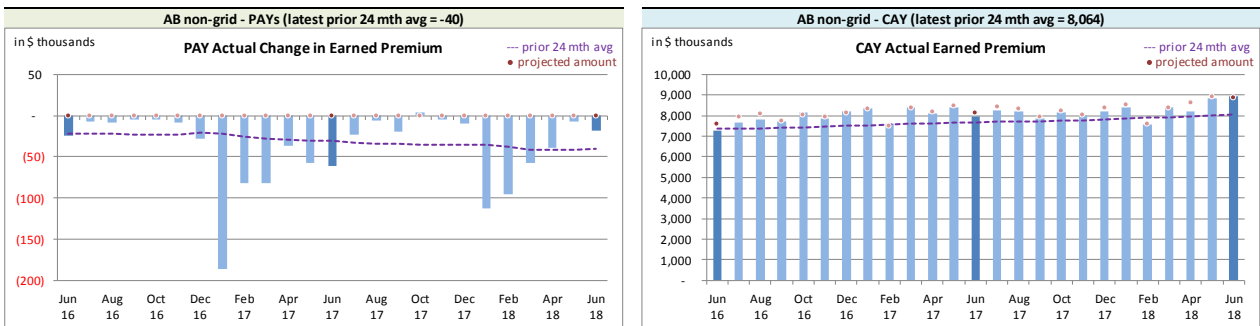 AB non-grid - PAYs (latest prior 24 mth avg = -40)
in $ thousands
PAY Actual Change in Earned Premium
--- prior 24 mth avg
projected amount
50
-
(50)
(100)
(150)
(200)
Jun 16
Aug 16
Oct 16
Dec 16
Feb 17
Apr 17
Jun 17
Aug 17
Oct 17
Dec 17
Feb 18
Apr 18
Jun 18
AB non-grid - CAY (latest prior 24 mth avg = 8,064)
in $ thousands
CAY Actual Earned Premium
--- prior 24 mth avg
projected amount
10,000
9,000
8,000
7,000
6,000
5,000
4,000
3,000
2,000
1,000
-
Jun 16
Aug 16
Oct 16
Dec 16
Feb 17
Apr 17
Jun 17
Aug 17
Oct 17
Dec 17
Feb 18
Apr 18
Jun 18